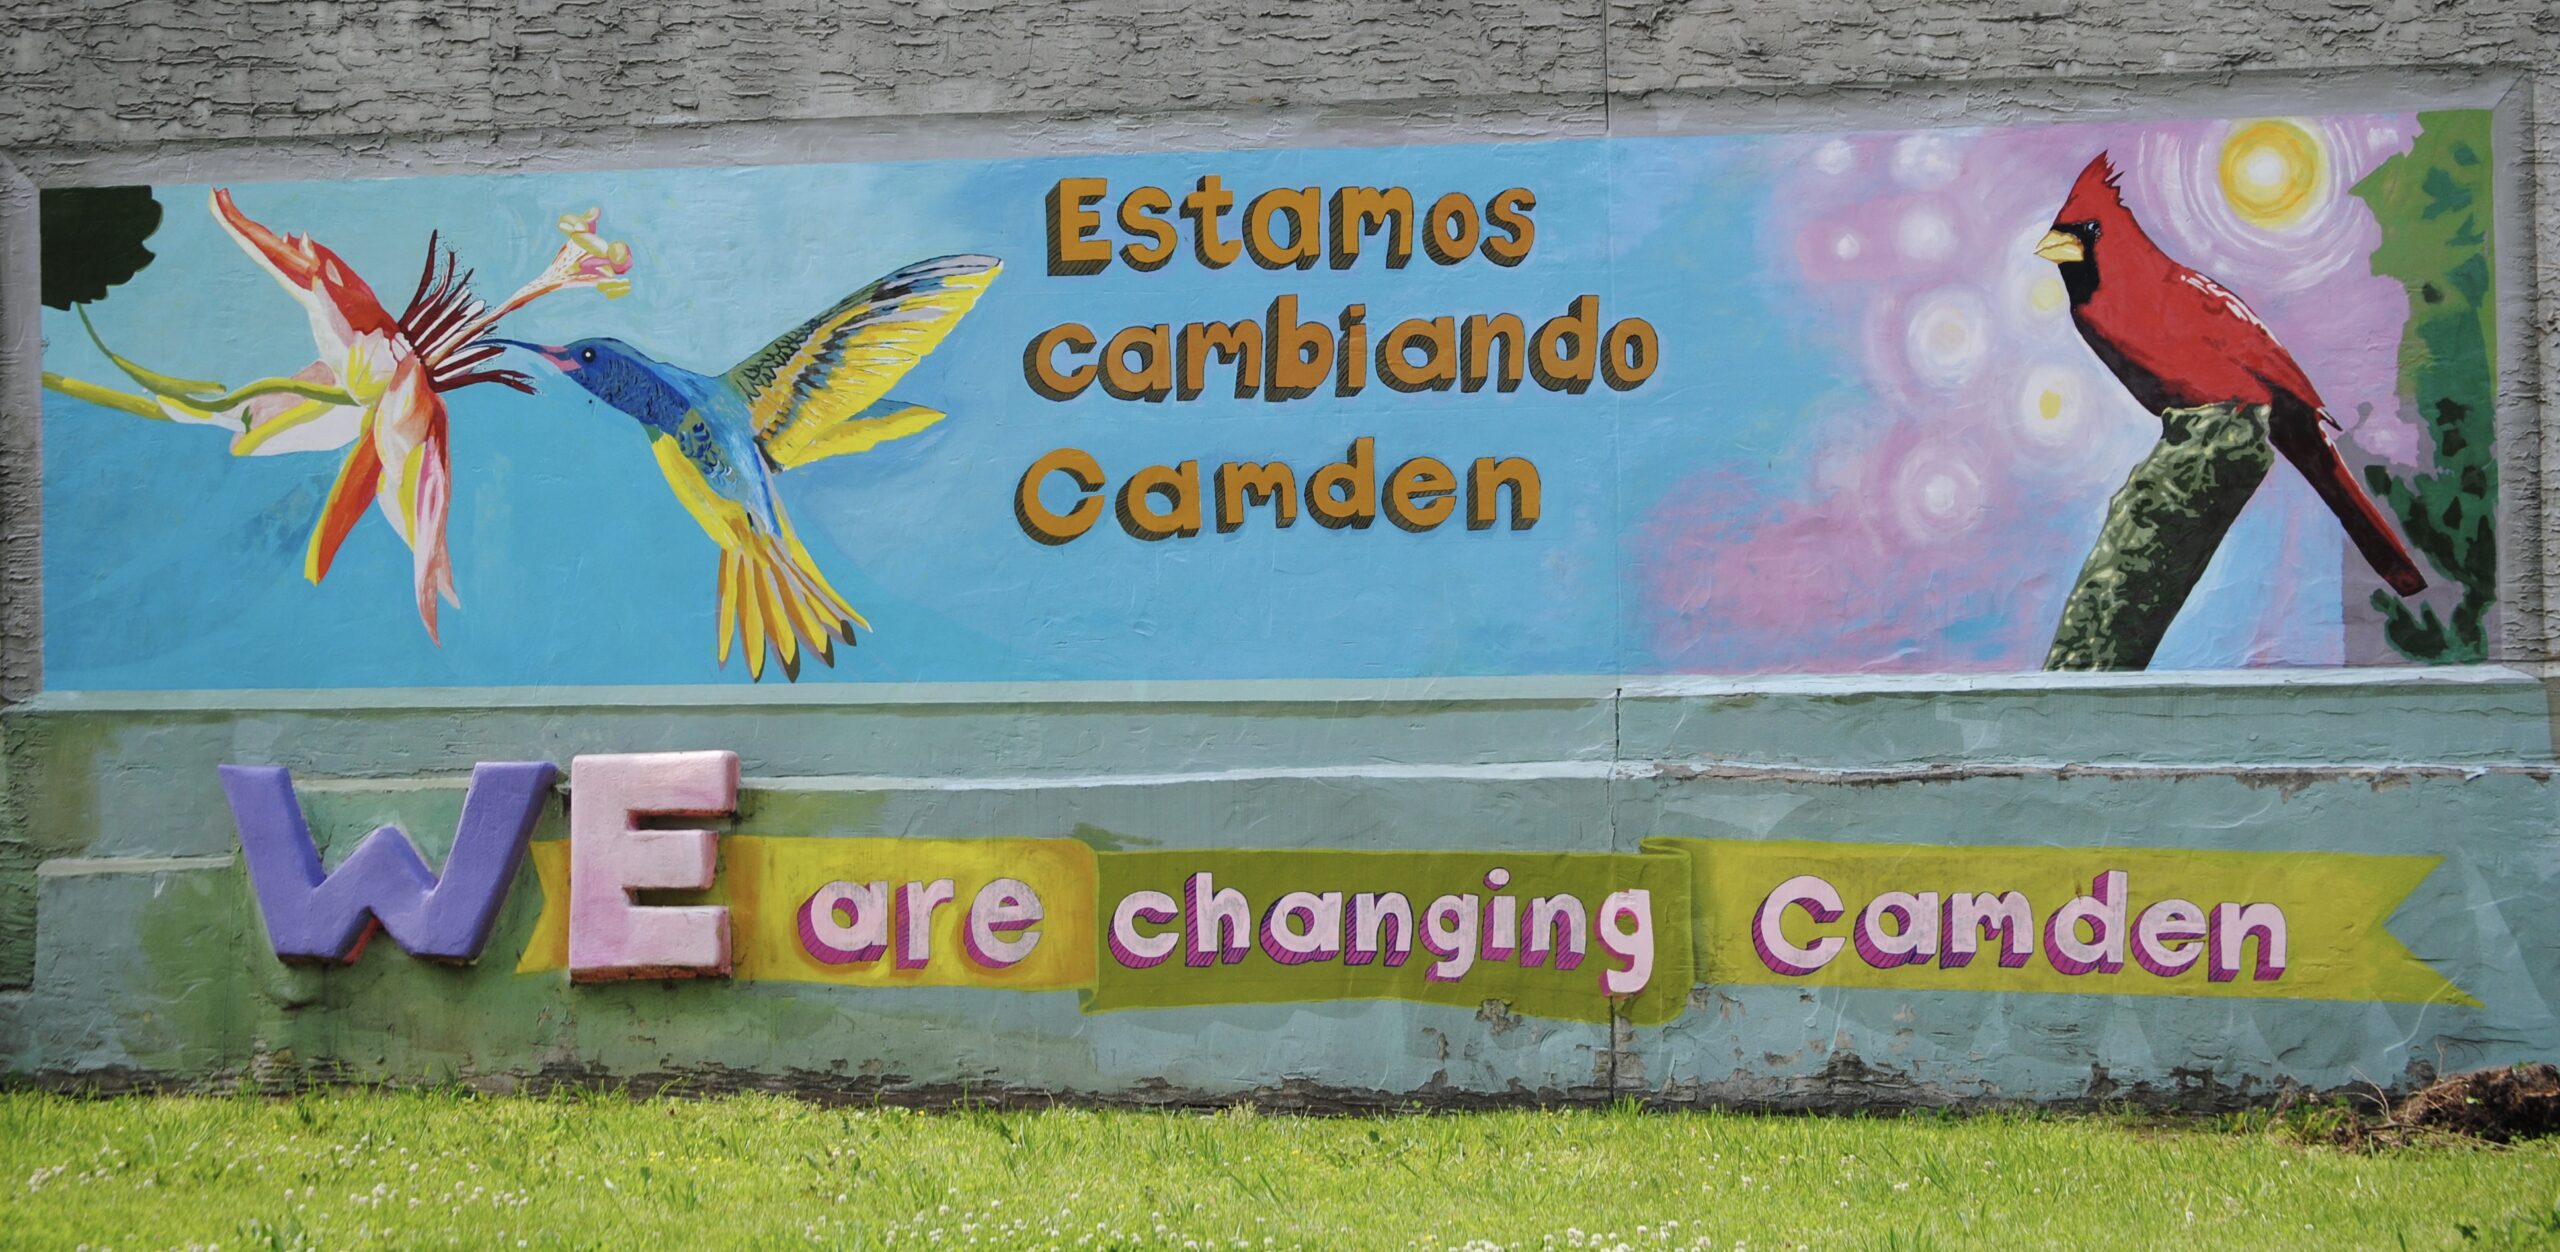 Estamos
cambiando
Camden
WE are changing Camden